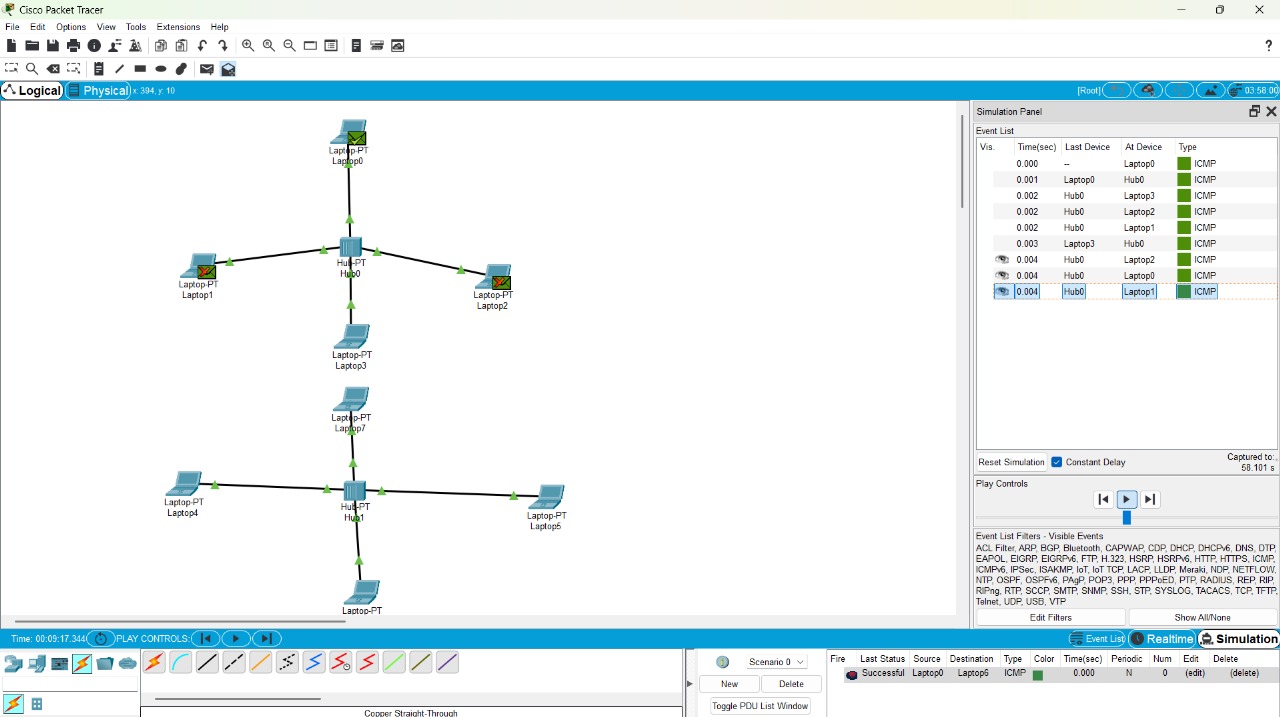 Cisco Packet Tracer
File Edit Options View Tools Extensions Help
Logical Physical x: 394, y: 10 [Root] 03:58:00
Simulation Panel
Event List
Vis. Time(sec) Last Device At Device Type
0.000 -- Laptop0 ICMP
0.001 Laptop0 Hub0 ICMP
0.002 Hub0 Laptop3 ICMP
0.002 Hub0 Laptop2 ICMP
0.002 Hub0 Laptop1 ICMP
0.003 Laptop3 Hub0 ICMP
0.004 Hub0 Laptop2 ICMP
0.004 Hub0 Laptop0 ICMP
0.004 Hub0 Laptop1 ICMP
Reset Simulation Constant Delay Captured to:
58.101 s
Play Controls
Event List Filters - Visible Events
ACL Filter, ARP, BGP, Bluetooth, CAPWAP, CDP, DHCP, DHCPv6, DNS, DTP,
EAPOL, EIGRP, EIGRPv6, FTP, H.323, HSRP, HSRPv6, HTTP, HTTPS, ICMP,
ICMPv6, IPSec, ISAKMP, IoT, IoT TCP, LACP, LLDP, Meraki, NDP, NETFLOW,
NTP, OSPF, OSPFv6, PAgP, POP3, PPP, PPPoED, PTP, RADIUS, REP, RIP,
RIPng, RTP, SCCP, SMTP, SNMP, SSH, STP, SYSLOG, TACACS, TCP, TFTP,
Telnet, UDP, USB, VTP
Edit Filters Show All/None
Laptop-PT
Laptop0
Laptop-PT
Laptop1
Hub-PT
Hub0
Laptop-PT
Laptop2
Laptop-PT
Laptop3
Laptop-PT
Laptop7
Laptop-PT
Laptop4
Hub-PT
Hub1
Laptop-PT
Laptop5
Laptop-PT
Time: 00:09:17.344 PLAY CONTROLS: Event List Realtime Simulation
Scenario 0
New Delete
Toggle PDU List Window
Fire Last Status Source Destination Type Color Time(sec) Periodic Num Edit Delete
Successful Laptop0 Laptop6 ICMP 0.000 N 0 (edit) (delete)
Copper Straight-Through